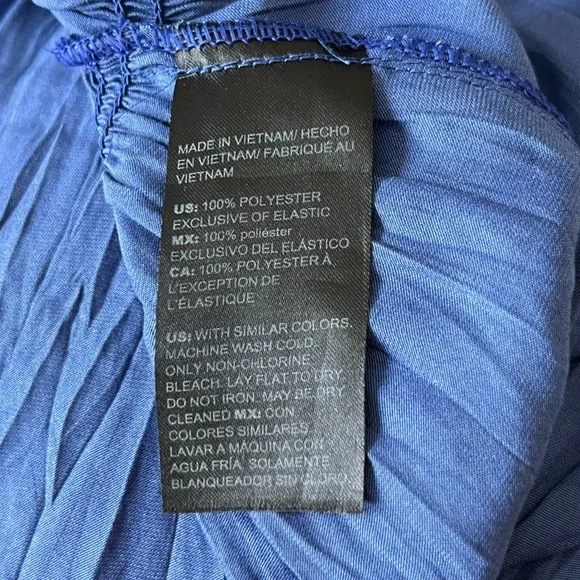 MADE IN VIETNAM/ HECHO
EN VIETNAM/ FABRIQUÉ AU
VIETNAM
US: 100% POLYESTER
EXCLUSIVE OF ELASTIC
MX: 100% poliéster
EXCLUSIVO DEL ELÁSTICO
CA: 100% POLYESTER À
L'EXCEPTION DE
L'ÉLASTIQUE
US: WITH SIMILAR COLORS,
MACHINE WASH COLD.
ONLY NON-CHLORINE
BLEACH. LAY FLAT TO DRY.
DO NOT IRON. MAY BE DRY
CLEANED MX: CON
COLORES SIMILARES,
LAVAR A MÁQUINA CON
AGUA FRÍA. SOLAMENTE
BLANQUEADOR SIN CLORO.